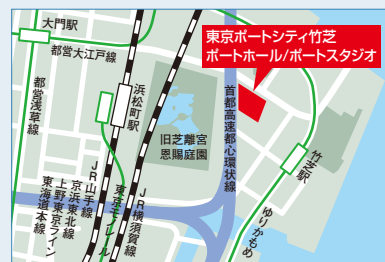 大門駅
都営大江戸線
東京ポートシティ竹芝
ポートホール/ポートスタジオ
都営浅草線
浜松町駅
旧芝離宮
恩賜庭園
首都高速都心環状線
竹芝駅
ゆりかもめ
JR山手線
京浜東北線
上野東京ライン
東海道本線
東京モノレール
JR横須賀線